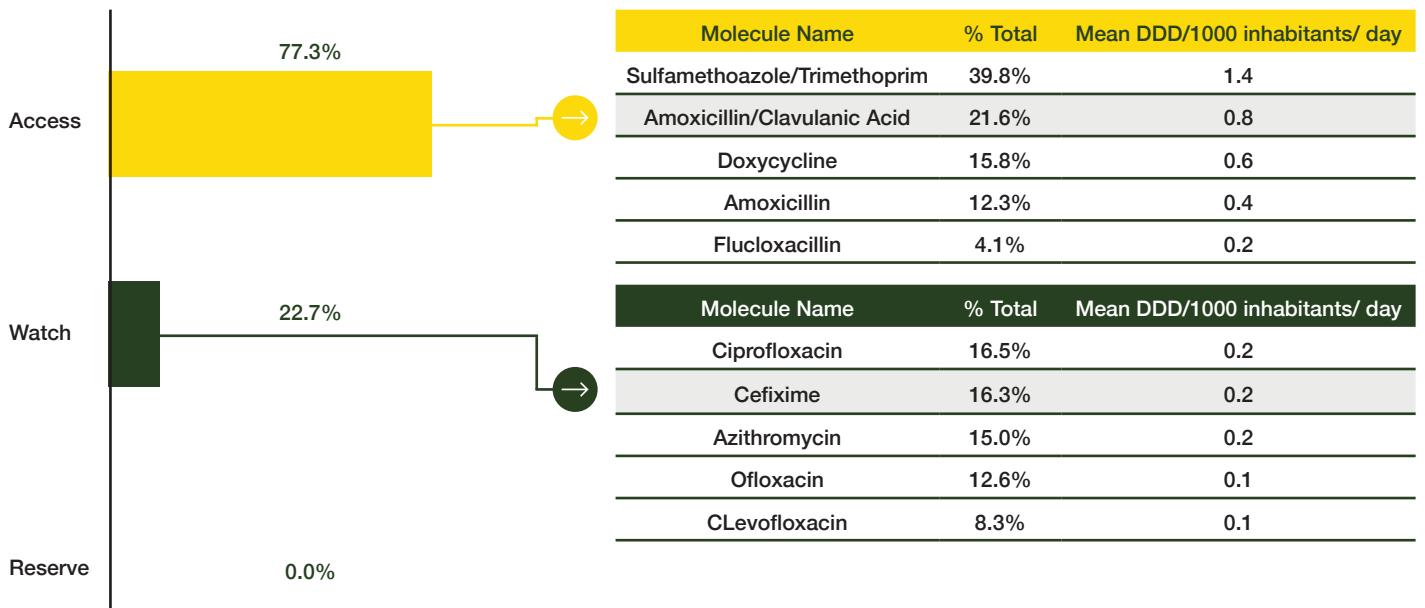 Access
77.3%
Molecule Name % Total Mean DDD/1000 inhabitants/ day
Sulfamethoazole/Trimethoprim 39.8% 1.4
Amoxicillin/Clavulanic Acid 21.6% 0.8
Doxycycline 15.8% 0.6
Amoxicillin 12.3% 0.4
Flucloxacillin 4.1% 0.2
Watch
22.7%
Molecule Name % Total Mean DDD/1000 inhabitants/ day
Ciprofloxacin 16.5% 0.2
Cefixime 16.3% 0.2
Azithromycin 15.0% 0.2
Ofloxacin 12.6% 0.1
CLevofloxacin 8.3% 0.1
Reserve
0.0%